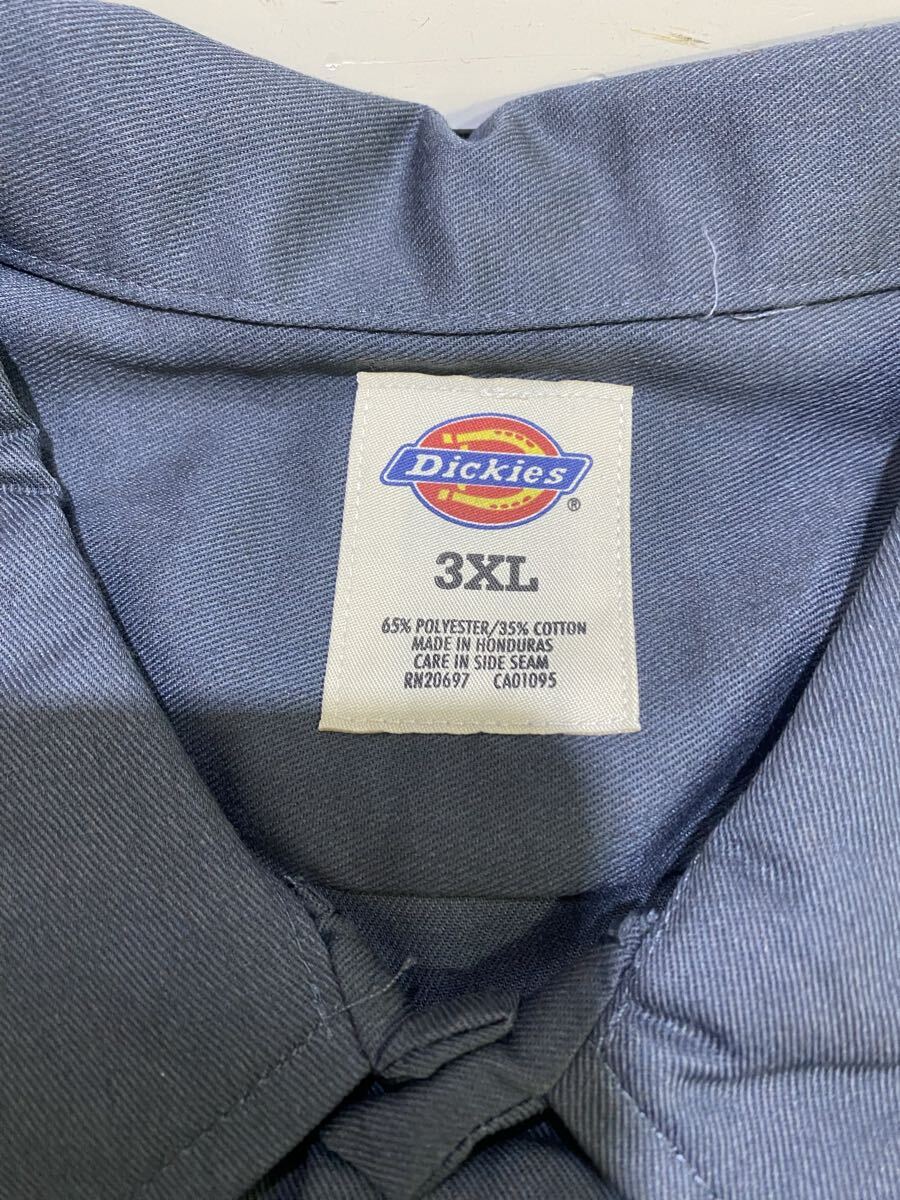 Dickies
®
3XL
65% POLYESTER/35% COTTON
MADE IN HONDURAS
CARE IN SIDE SEAM
RN20697 CA01095